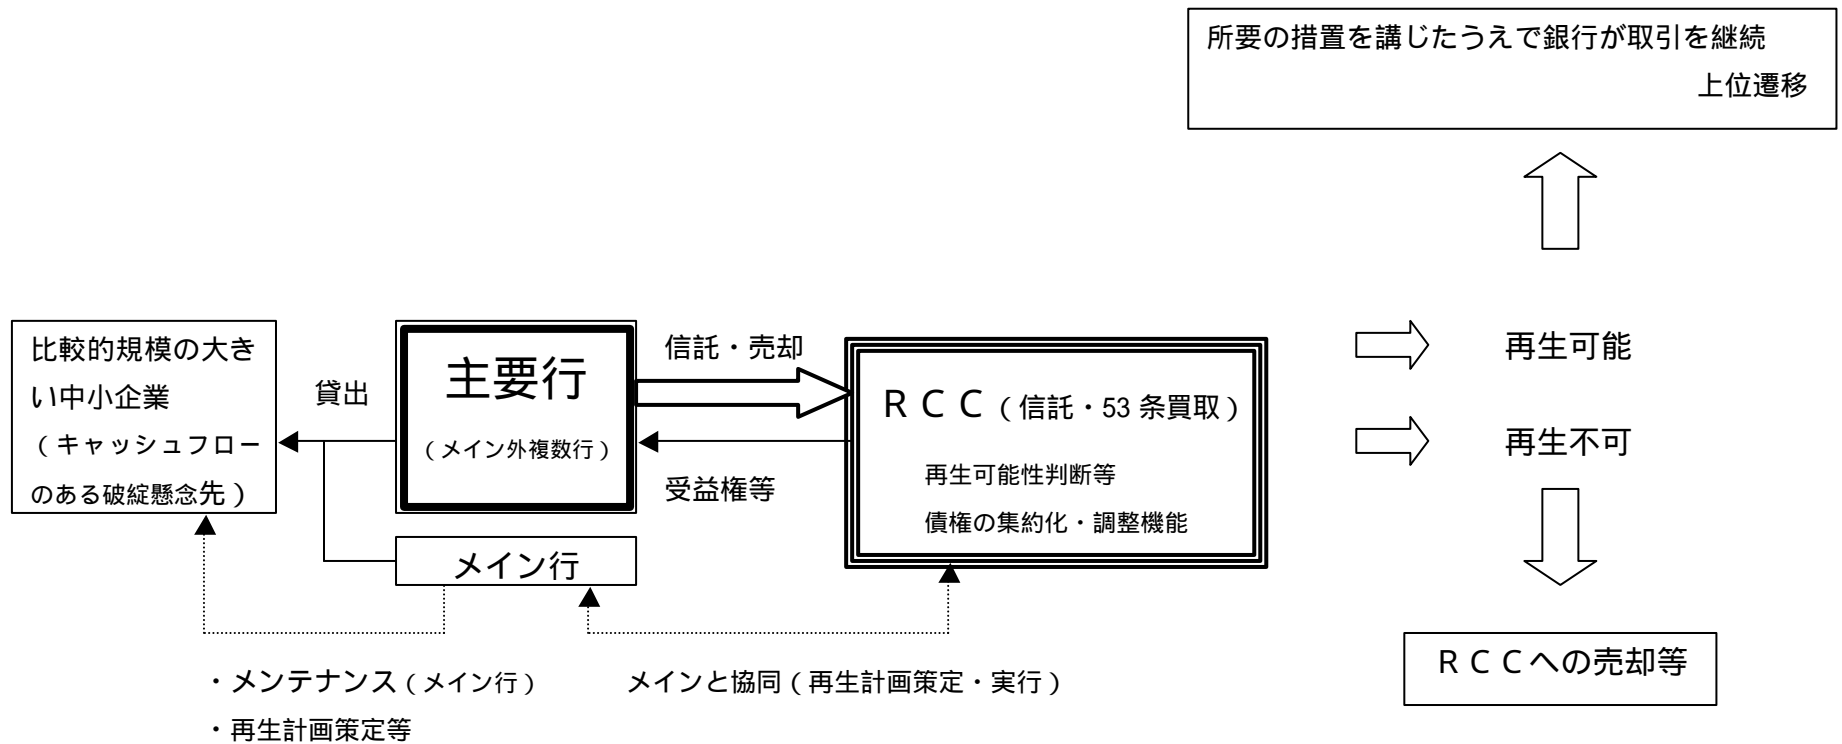 所要の措置を講じたうえで銀行が取引を継続
上位遷移
比較的規模の大き
い中小企業
（キャッシュフロー
のある破綻懸念先）
貸出
主要行
（メイン外複数行）
メイン行
信託・売却
受益権等
ＲＣＣ（信託・53 条買取）
再生可能性判断等
債権の集約化・調整機能
再生可能
再生不可
ＲＣＣへの売却等
・メンテナンス（メイン行）
・再生計画策定等
メインと協同（再生計画策定・実行）